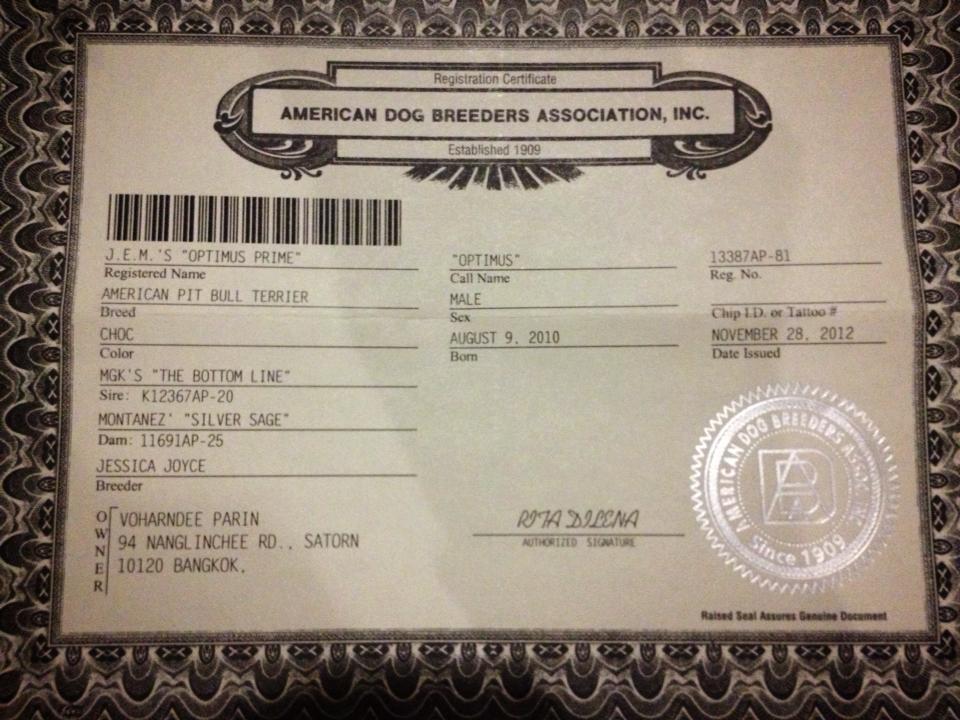 Registration Certificate
AMERICAN DOG BREEDERS ASSOCIATION, INC.
Established 1909
J.E.M.'S "OPTIMUS PRIME"
Registered Name
"OPTIMUS"
Call Name
13387AP-81
Reg. No.
AMERICAN PIT BULL TERRIER
Breed
MALE
Sex
Chip I.D. or Tattoo #
CHOC
Color
AUGUST 9, 2010
Born
NOVEMBER 28, 2012
Date Issued
MGK'S "THE BOTTOM LINE"
Sire: K12367AP-20
MONTANEZ' "SILVER SAGE"
Dam: 11691AP-25
JESSICA JOYCE
Breeder
OWNER
VOHARNDEE PARIN
94 NANGLINCHEE RD., SATORN
10120 BANGKOK,
RITA DILENA
AUTHORIZED SIGNATURE
AMERICAN DOG BREEDERS ASSOC. INC.
ADBA
Since 1909
Raised Seal Assures Genuine Document